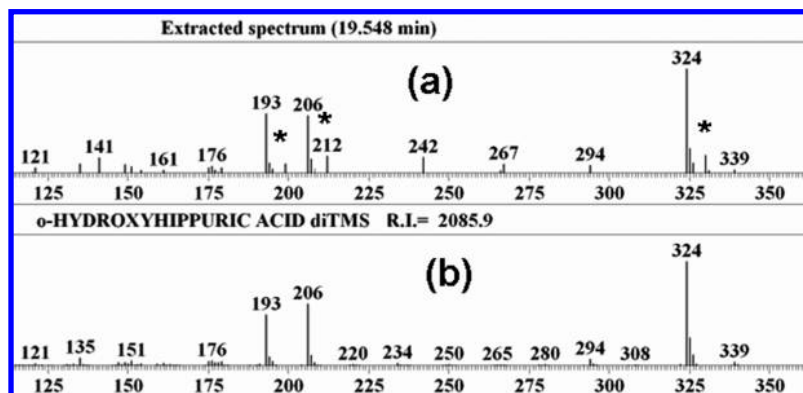 Extracted spectrum (19.548 min)
(a)
324
193
206
*
*
*
212
121
141
161
176
242
267
294
339
125 150 175 200 225 250 275 300 325 350
o-HYDROXYHIPPURIC ACID diTMS R.I.= 2085.9
(b)
324
206
193
121 135 151 176 220 234 250 265 280 294 308 339
125 150 175 200 225 250 275 300 325 350